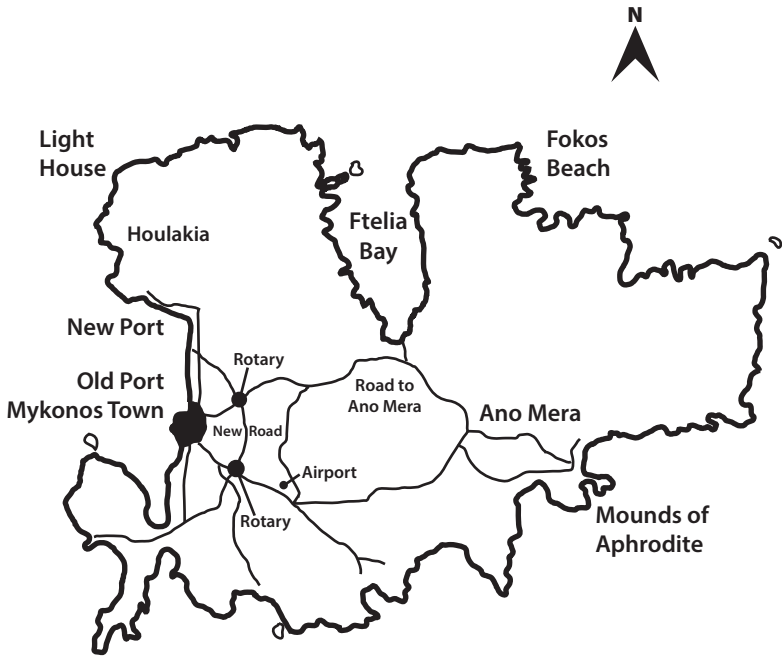 N
Light
House
Fokos
Beach
Houlakia
Ftelia
Bay
New Port
Rotary
Old Port
Mykonos Town
Road to
Ano Mera
Ano Mera
New Road
Airport
Rotary
Mounds of
Aphrodite